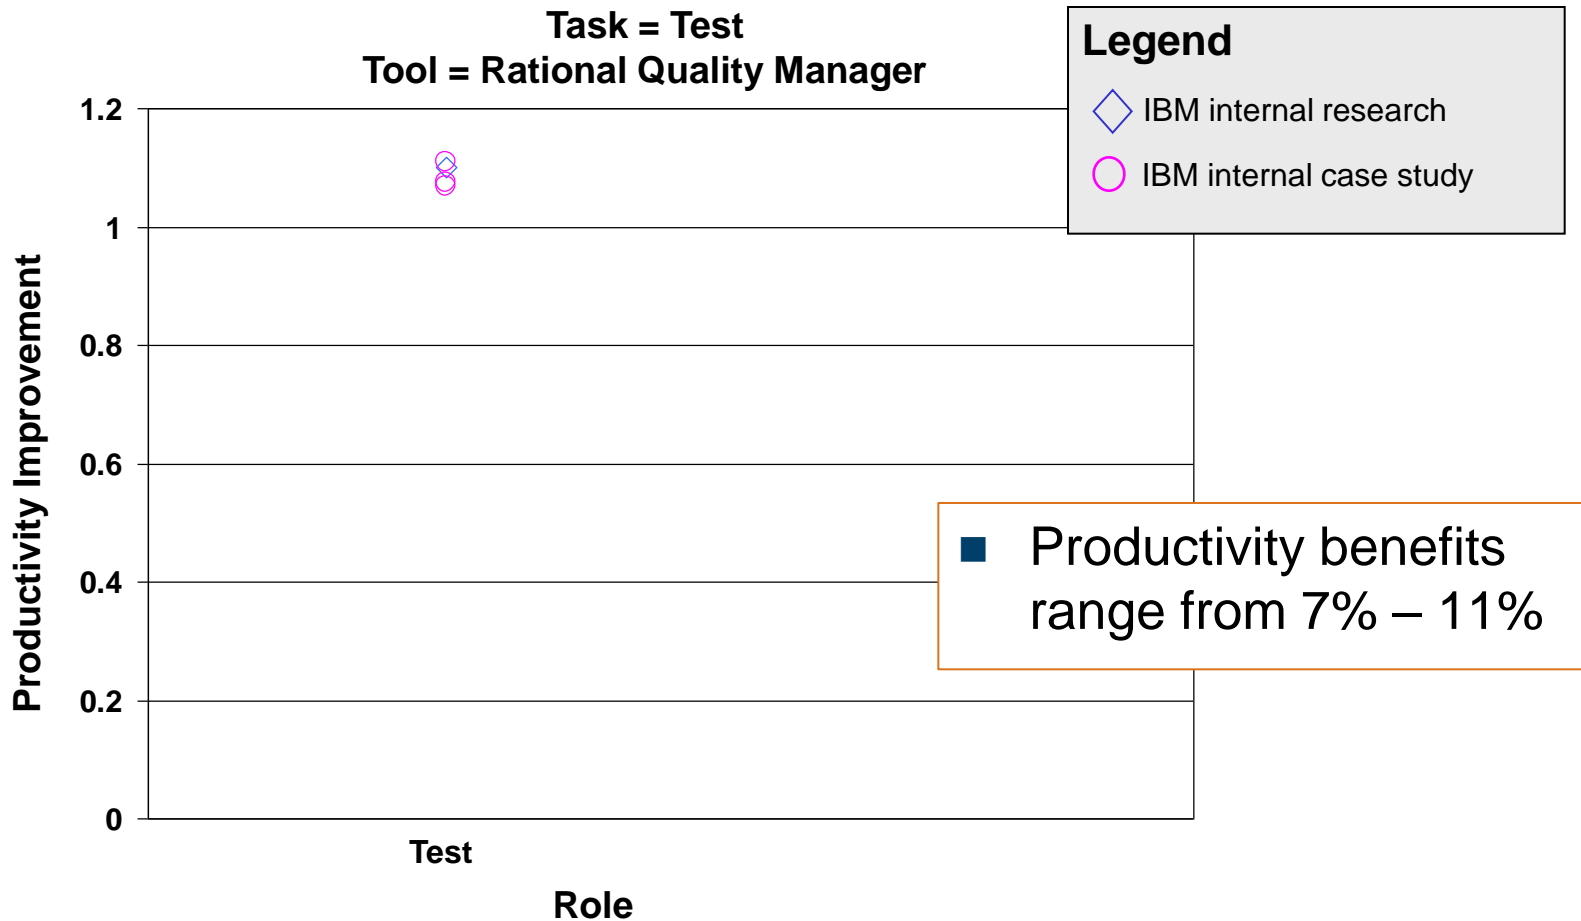 Task = Test
Tool = Rational Quality Manager
Legend
IBM internal research
IBM internal case study
1.2
1
0.8
0.6
0.4
0.2
0
Productivity Improvement
Productivity benefits
range from 7% – 11%
Test
Role